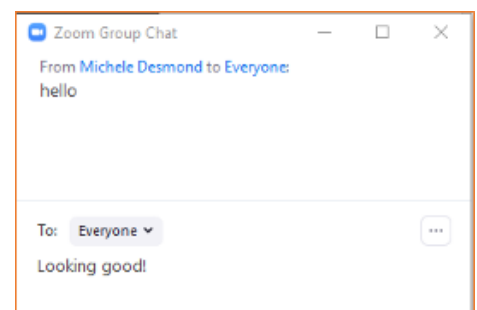 Zoom Group Chat
From Michele Desmond to Everyone:
hello
To: Everyone
Looking good!